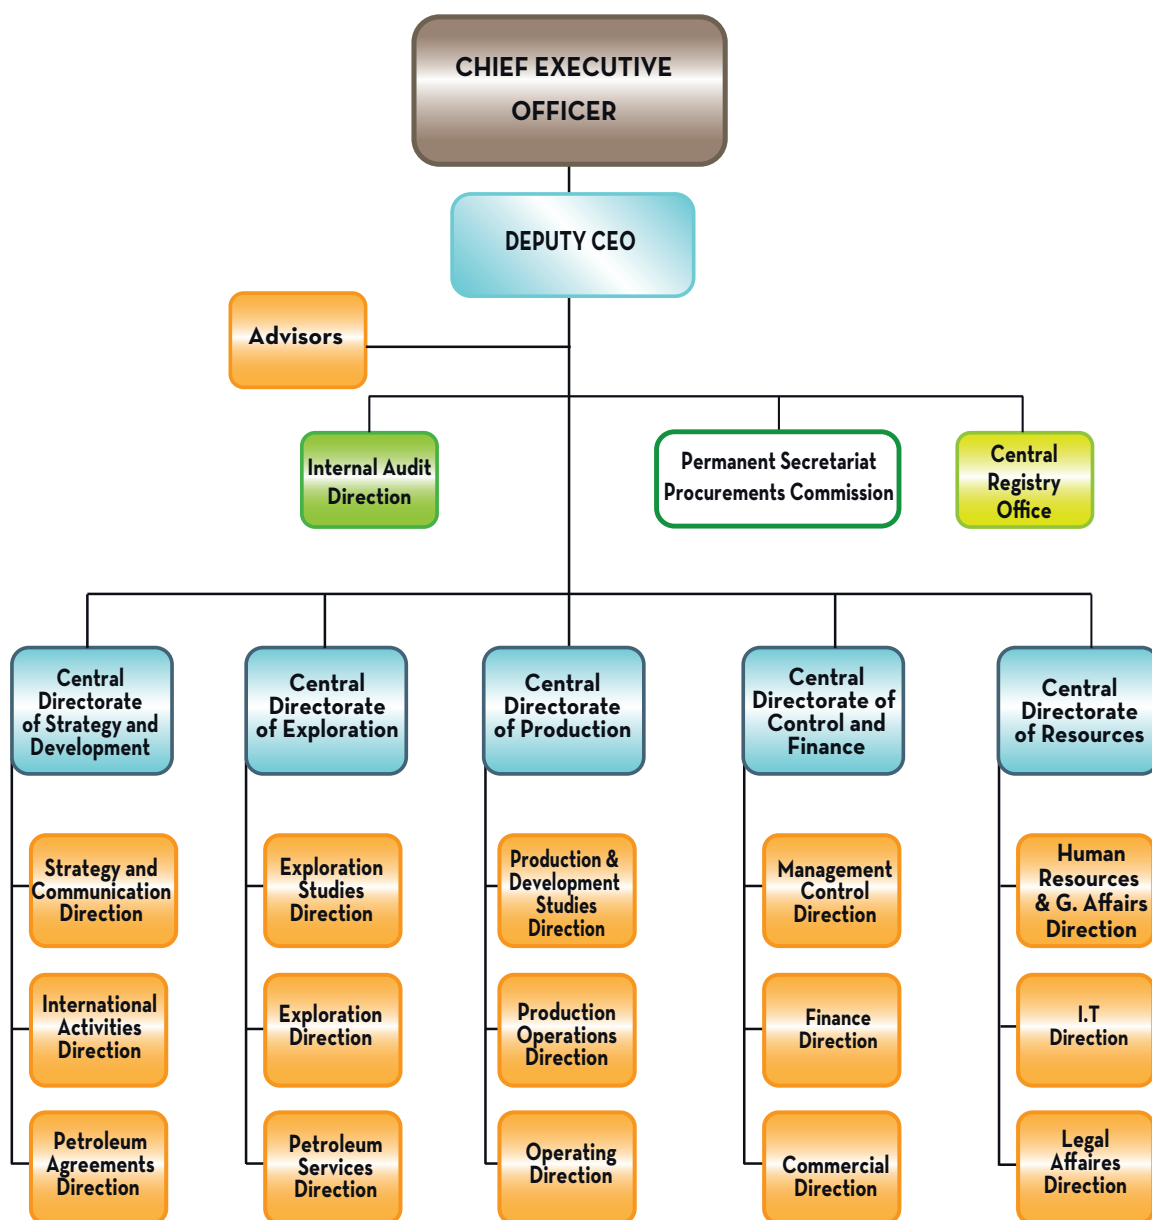 CHIEF EXECUTIVE
OFFICER
DEPUTY CEO
Advisors
Internal Audit
Direction
Permanent Secretariat
Procurements Commission
Central
Registry
Office
Central
Directorate
of Strategy and
Development
Central
Directorate
of Exploration
Central
Directorate
of Production
Central
Directorate of
Control and
Finance
Central
Directorate
of Resources
Strategy and
Communication
Direction
Exploration
Studies
Direction
Production &
Development
Studies
Direction
Management
Control
Direction
Human
Resources
& G. Affairs
Direction
International
Activities
Direction
Exploration
Direction
Production
Operations
Direction
Finance
Direction
I.T
Direction
Petroleum
Agreements
Direction
Petroleum
Services
Direction
Operating
Direction
Commercial
Direction
Legal
Affaires
Direction